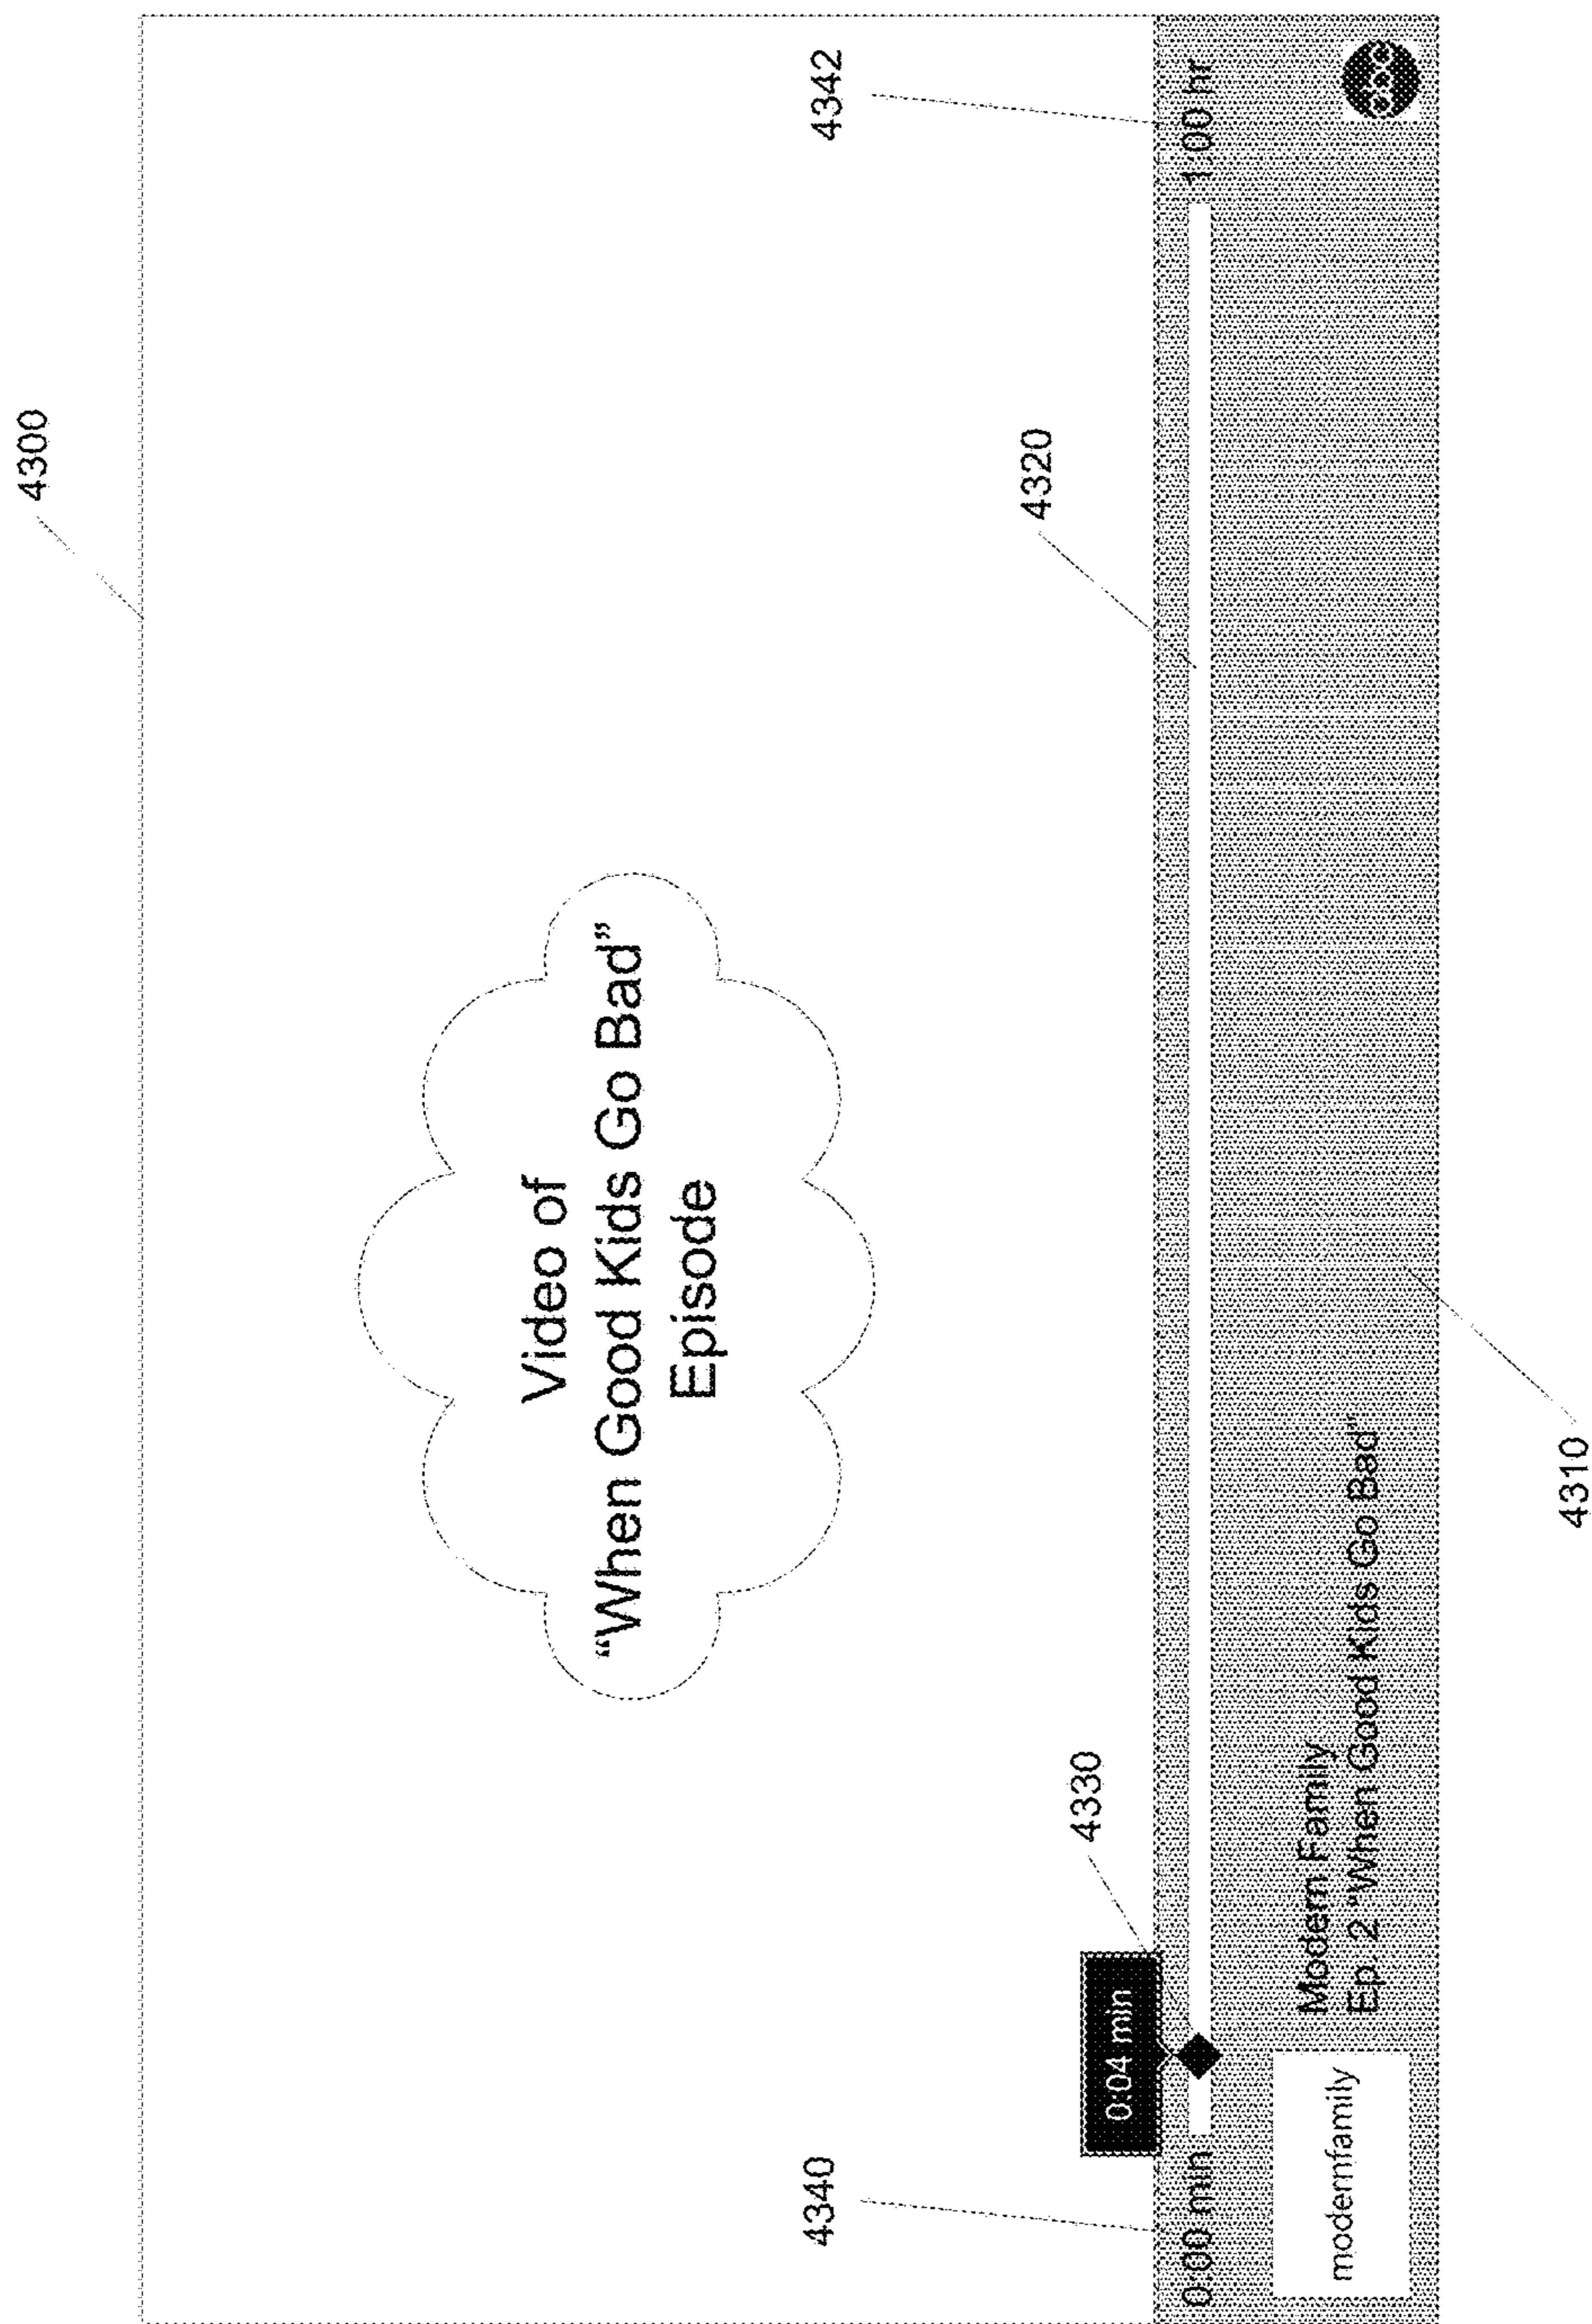 4300
Video of
“When Good Kids Go Bad”
Episode
4340
4342
4320
4330
0:04 min
0:00 min
1:00 hr
modernfamily
Modern Family
Ep. 2 “When Good Kids Go Bad”
abc
4310